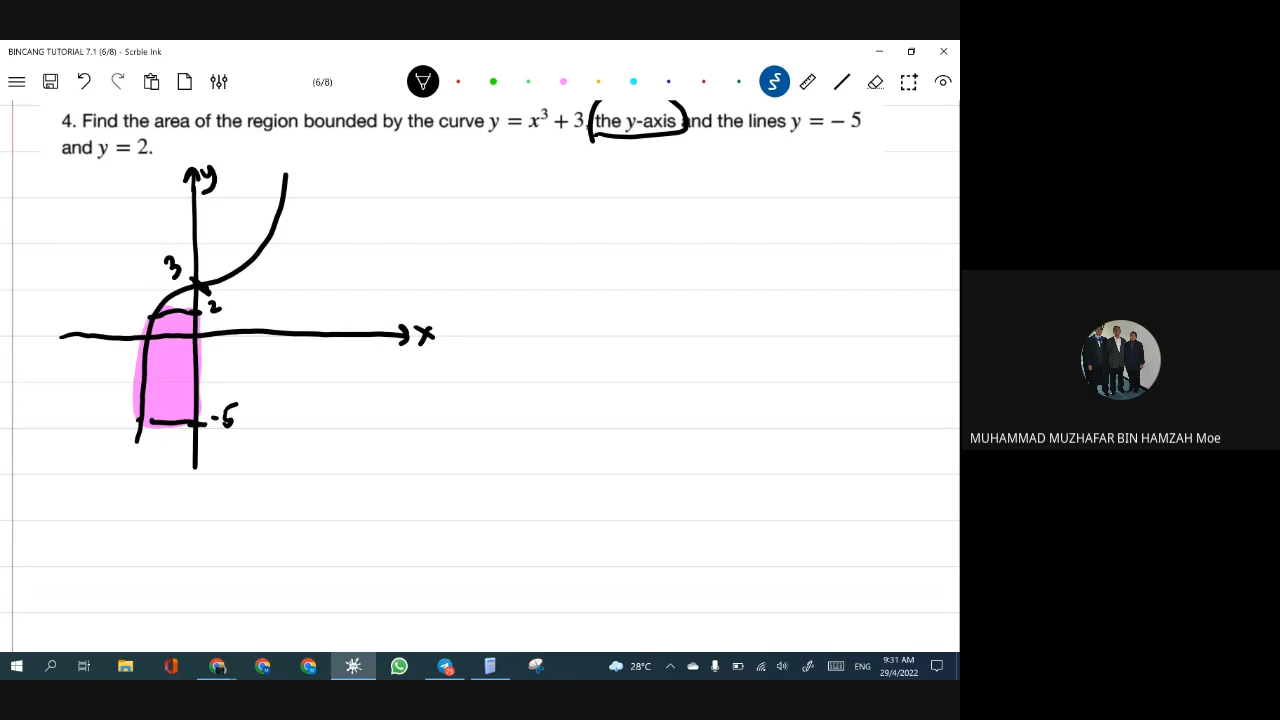 BINCANG TUTORIAL 7.1 (6/8) - Scrble Ink
(6/8)
4. Find the area of the region bounded by the curve y = x³ + 3, the y-axis and the lines y = − 5
and y = 2.
y
3
2
x
-5
MUHAMMAD MUZHAFAR BIN HAMZAH Moe
28°C
ENG
9:31 AM
29/4/2022